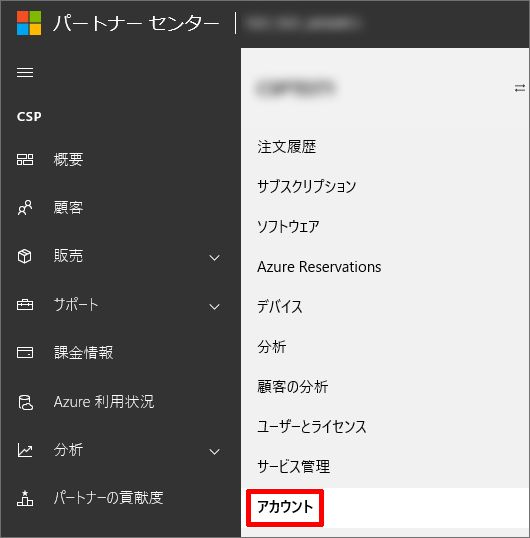 パートナー センター
CSP
概要
顧客
販売
サポート
課金情報
Azure 利用状況
分析
パートナーの貢献度
注文履歴
サブスクリプション
ソフトウェア
Azure Reservations
デバイス
分析
顧客の分析
ユーザーとライセンス
サービス管理
アカウント